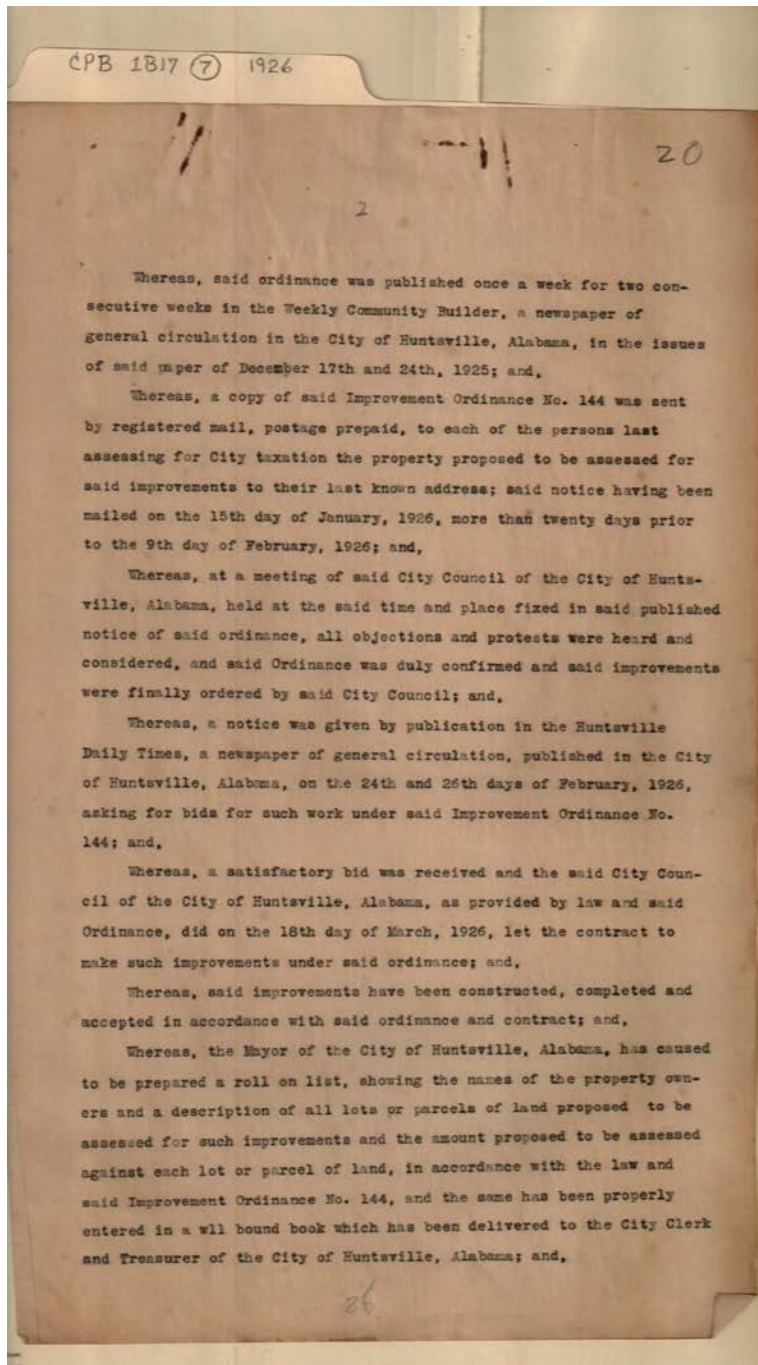 CPB 1B17 7 1926
20
2
Whereas, said ordinance was published once a week for two con-
secutive weeks in the Weekly Community Builder, a newspaper of
general circulation in the City of Huntsville, Alabama, in the issues
of said paper of December 17th and 24th, 1925; and,
Whereas, a copy of said Improvement Ordinance No. 144 was sent
by registered mail, postage prepaid, to each of the persons last
assessing for City taxation the property proposed to be assessed for
said improvements to their last known address; said notice having been
mailed on the 15th day of January, 1926, more than twenty days prior
to the 9th day of February, 1926; and,
Whereas, at a meeting of said City Council of the City of Hunts-
ville, Alabama, held at the said time and place fixed in said published
notice of said ordinance, all objections and protests were heard and
considered, and said Ordinance was duly confirmed and said improvements
were finally ordered by said City Council; and,
Whereas, a notice was given by publication in the Huntsville
Daily Times, a newspaper of general circulation, published in the City
of Huntsville, Alabama, on the 24th and 26th days of February, 1926,
asking for bids for such work under said Improvement Ordinance No.
144; and,
Whereas, a satisfactory bid was received and the said City Coun-
cil of the City of Huntsville, Alabama, as provided by law and said
Ordinance, did on the 18th day of March, 1926, let the contract to
make such improvements under said ordinance; and,
Whereas, said improvements have been constructed, completed and
accepted in accordance with said ordinance and contract; and,
Whereas, the Mayor of the City of Huntsville, Alabama, has caused
to be prepared a roll on list, showing the names of the property own-
ers and a description of all lots or parcels of land proposed to be
assessed for such improvements and the amount proposed to be assessed
against each lot or parcel of land, in accordance with the law and
said Improvement Ordinance No. 144, and the same has been properly
entered in a wll bound book which has been delivered to the City Clerk
and Treasurer of the City of Huntsville, Alabama; and,
26